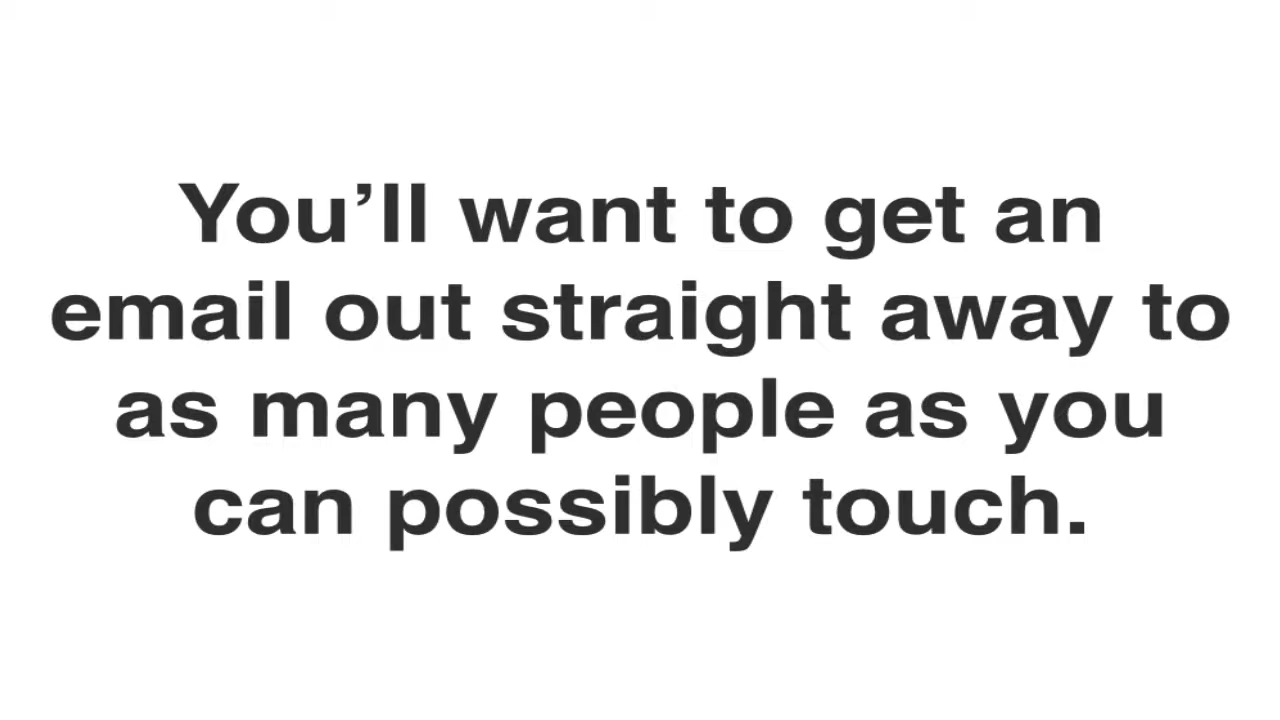 You’ll want to get an
email out straight away to
as many people as you
can possibly touch.